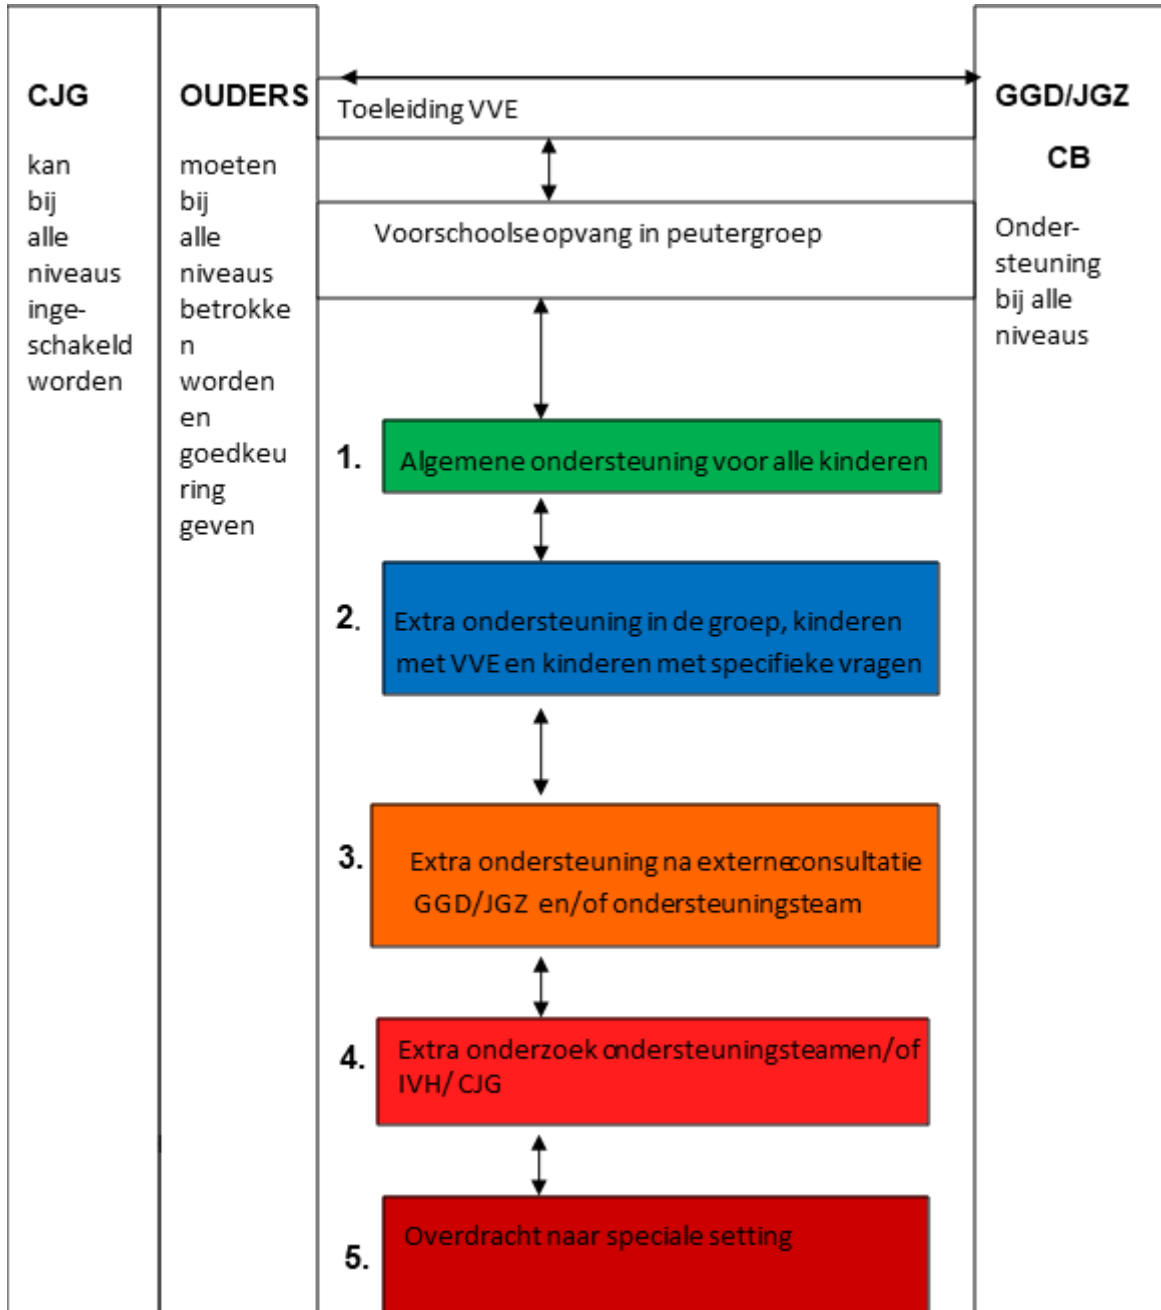 CJG
kan
bij
alle
niveaus
inge-
schakeld
worden
OUDERS
moeten
bij
alle
niveaus
betrokke
n
worden
en
goedkeu
ring
geven
Toeleiding VVE
Voorschoolse opvang in peutergroep
1. Algemene ondersteuning voor alle kinderen
2. Extra ondersteuning in de groep, kinderen
met VVE en kinderen met specifieke vragen
3. Extra ondersteuning na externe consultatie
GGD/JGZ en/of ondersteuningsteam
4. Extra onderzoek ondersteuningsteam en/of
IVH/ CJG
5. Overdracht naar speciale setting
GGD/JGZ
CB
Onder-
steuning
bij alle
niveaus